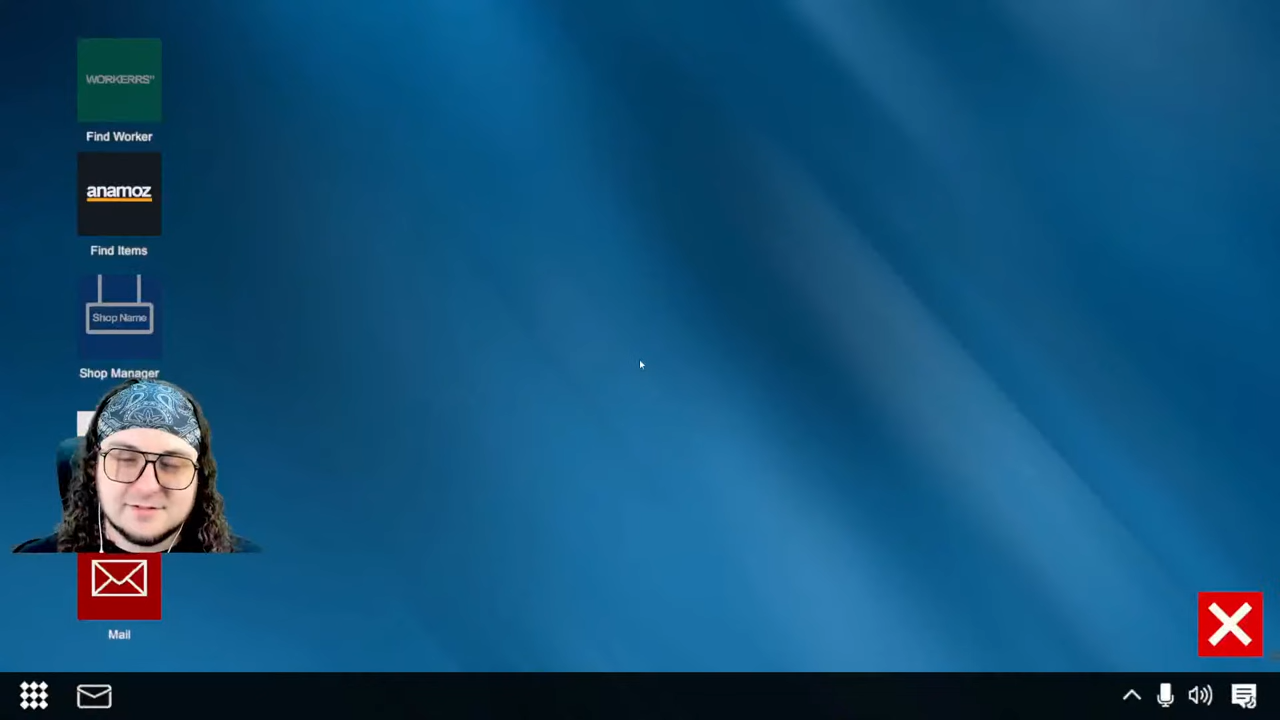 WORKERRS"
Find Worker
anamoz
Find Items
Shop Name
Shop Manager
Mail